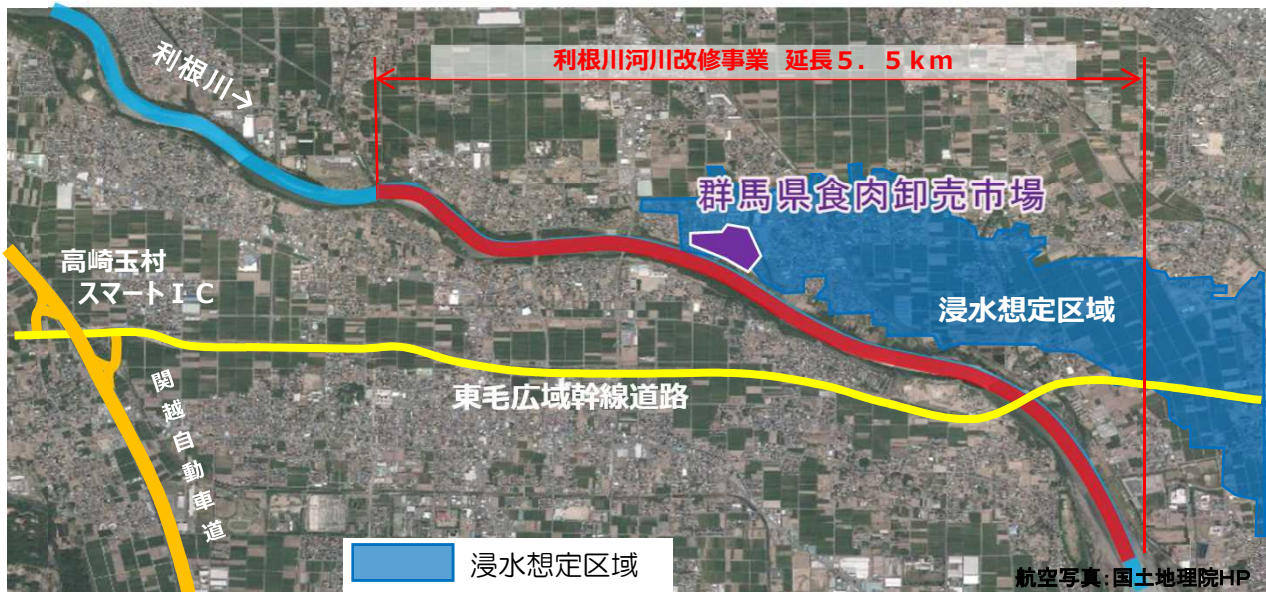 利根川河川改修事業 延長5.5km
利根川→
群馬県食肉卸売市場
高崎玉村
スマートIC
浸水想定区域
東毛広域幹線道路
関越自動車道
浸水想定区域
航空写真:国土地理院HP